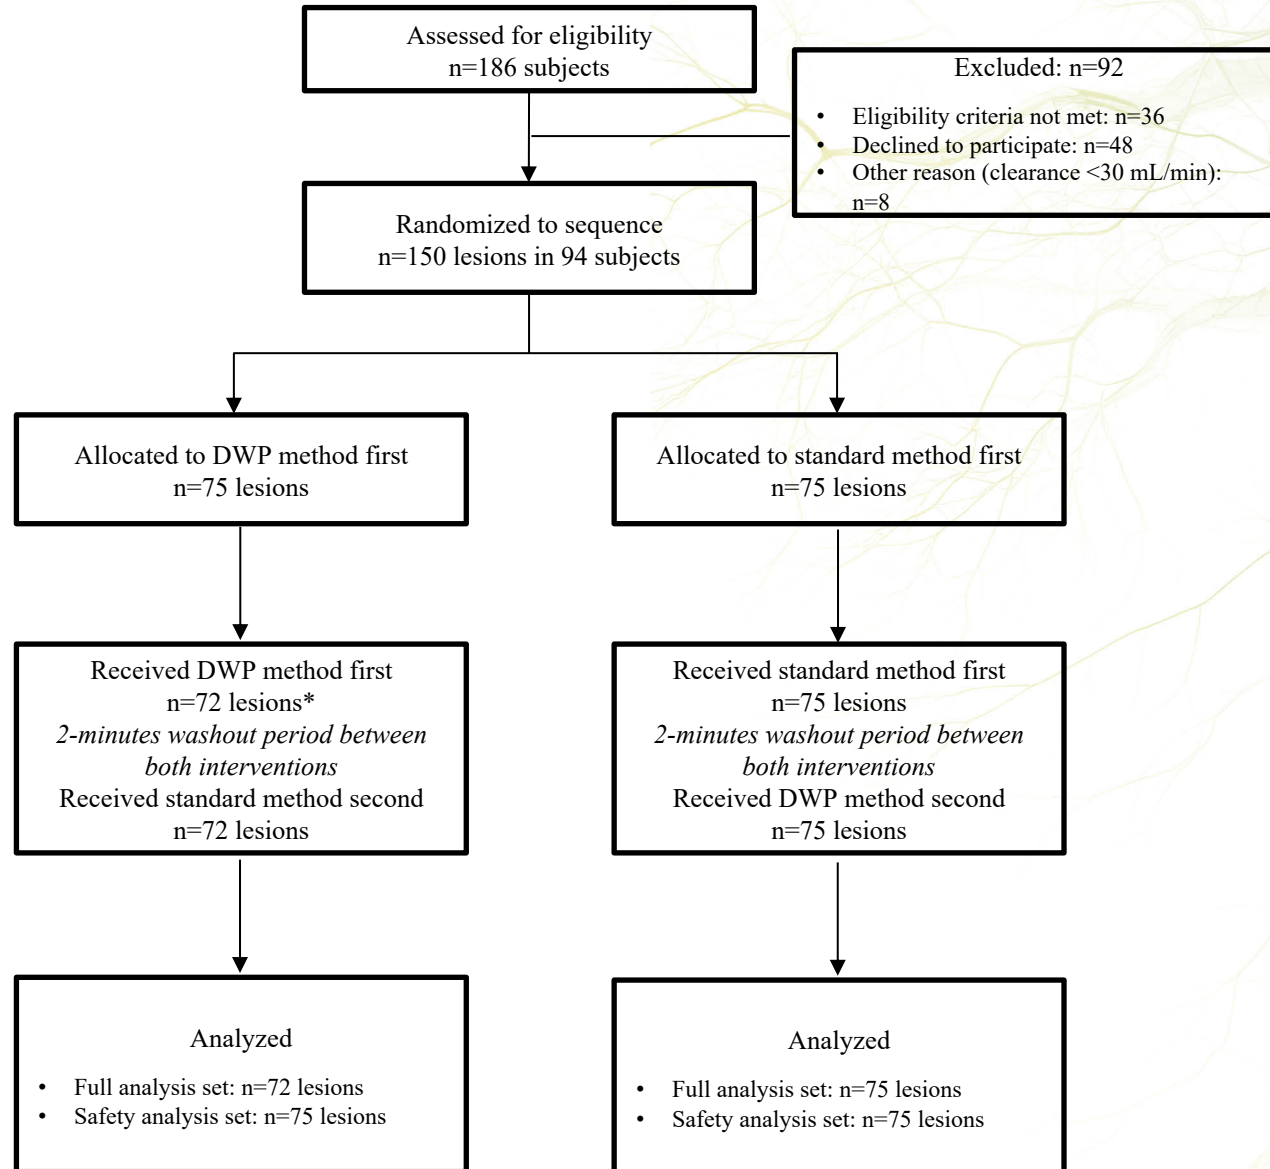 Assessed for eligibility
n=186 subjects
Excluded: n=92
• Eligibility criteria not met: n=36
• Declined to participate: n=48
• Other reason (clearance <30 mL/min):
n=8
Randomized to sequence
n=150 lesions in 94 subjects
Allocated to DWP method first
n=75 lesions
Allocated to standard method first
n=75 lesions
Received DWP method first
n=72 lesions*
2-minutes washout period between
both interventions
Received standard method second
n=72 lesions
Received standard method first
n=75 lesions
2-minutes washout period between
both interventions
Received DWP method second
n=75 lesions
Analyzed
• Full analysis set: n=72 lesions
• Safety analysis set: n=75 lesions
Analyzed
• Full analysis set: n=75 lesions
• Safety analysis set: n=75 lesions